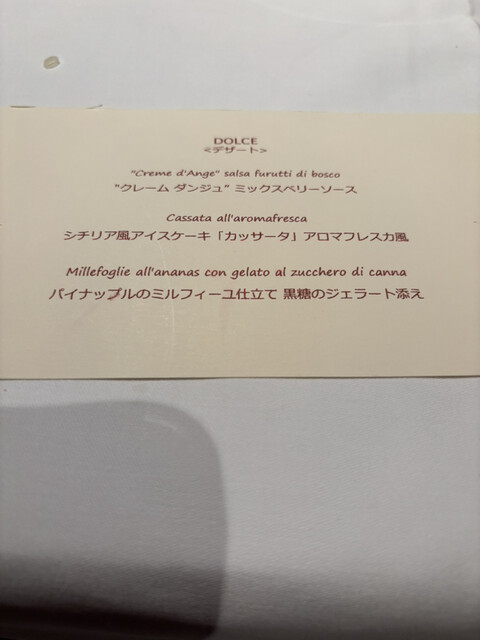 DOLCE
<デザート>
"Creme d'Ange" salsa furutti di bosco
"クレーム ダンジュ" ミックスベリーソース
Cassata all'aromafresca
シチリア風アイスケーキ「カッサータ」アロマフレスカ風
Millefoglie all'ananas con gelato al zucchero di canna
パイナップルのミルフィーユ仕立て 黒糖のジェラート添え